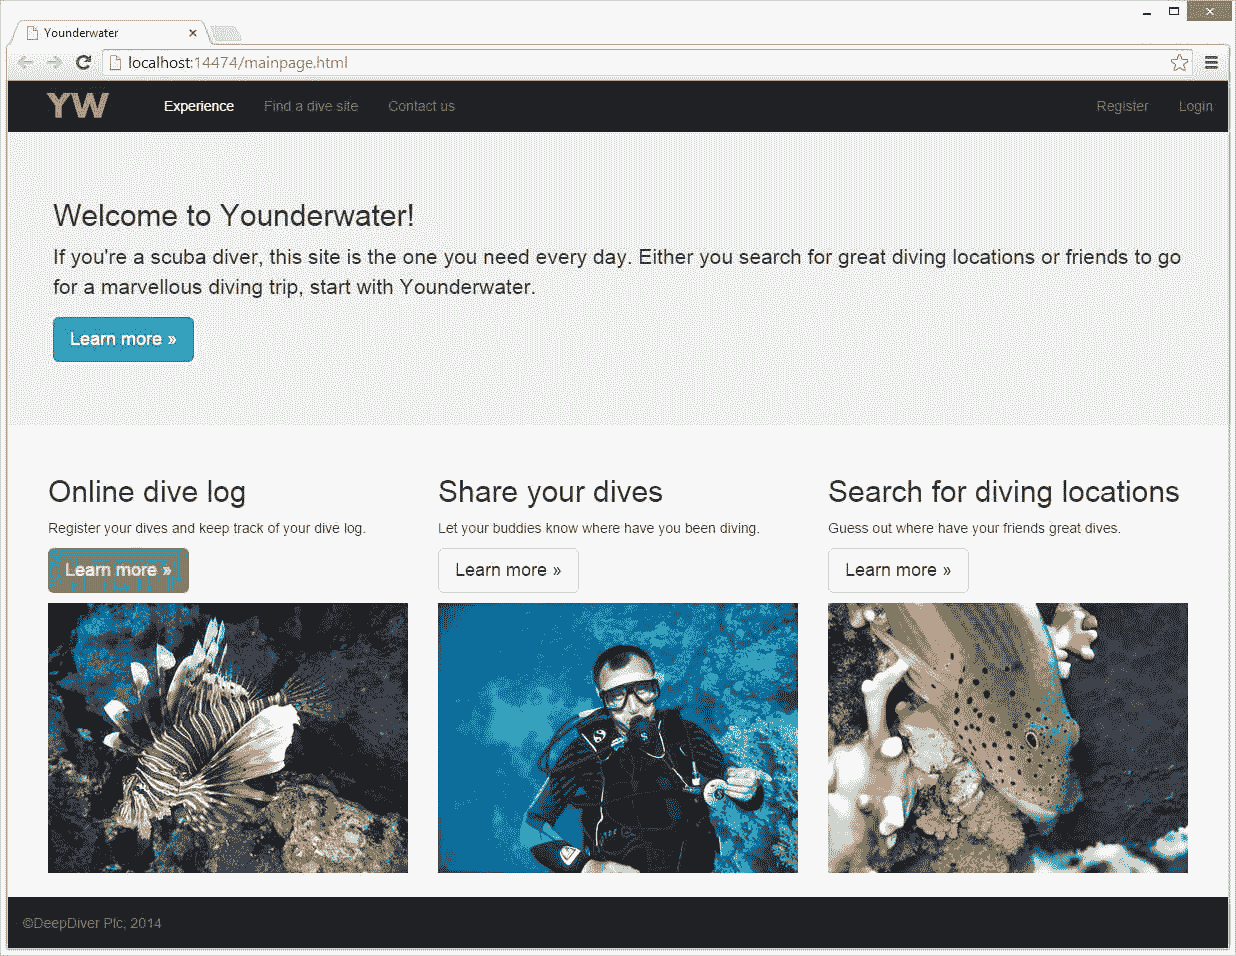 Younderwater
localhost:14474/mainpage.html
YW Experience Find a dive site Contact us Register Login
Welcome to Younderwater!
If you're a scuba diver, this site is the one you need every day. Either you search for great diving locations or friends to go
for a marvellous diving trip, start with Younderwater.
Learn more »
Online dive log
Register your dives and keep track of your dive log.
Learn more »
Share your dives
Let your buddies know where have you been diving.
Learn more »
Search for diving locations
Guess out where have your friends great dives.
Learn more »
©DeepDiver Plc, 2014